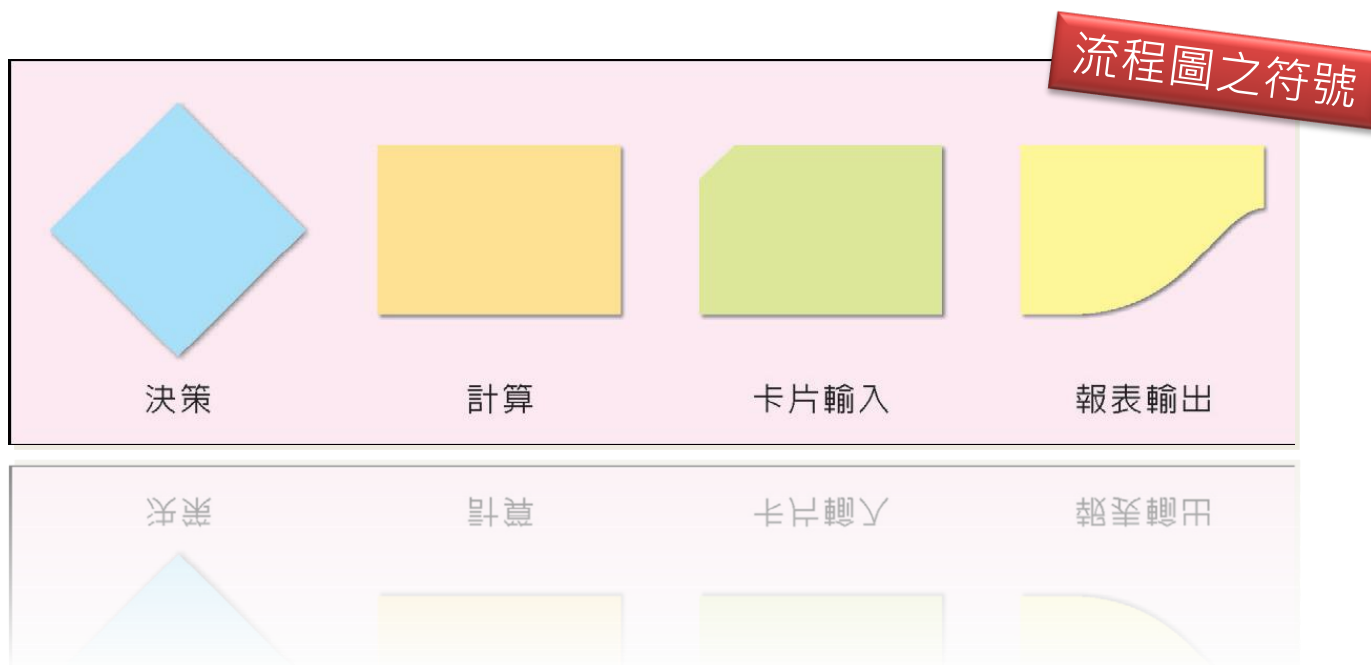 流程圖之符號
決策
計算
卡片輸入
報表輸出